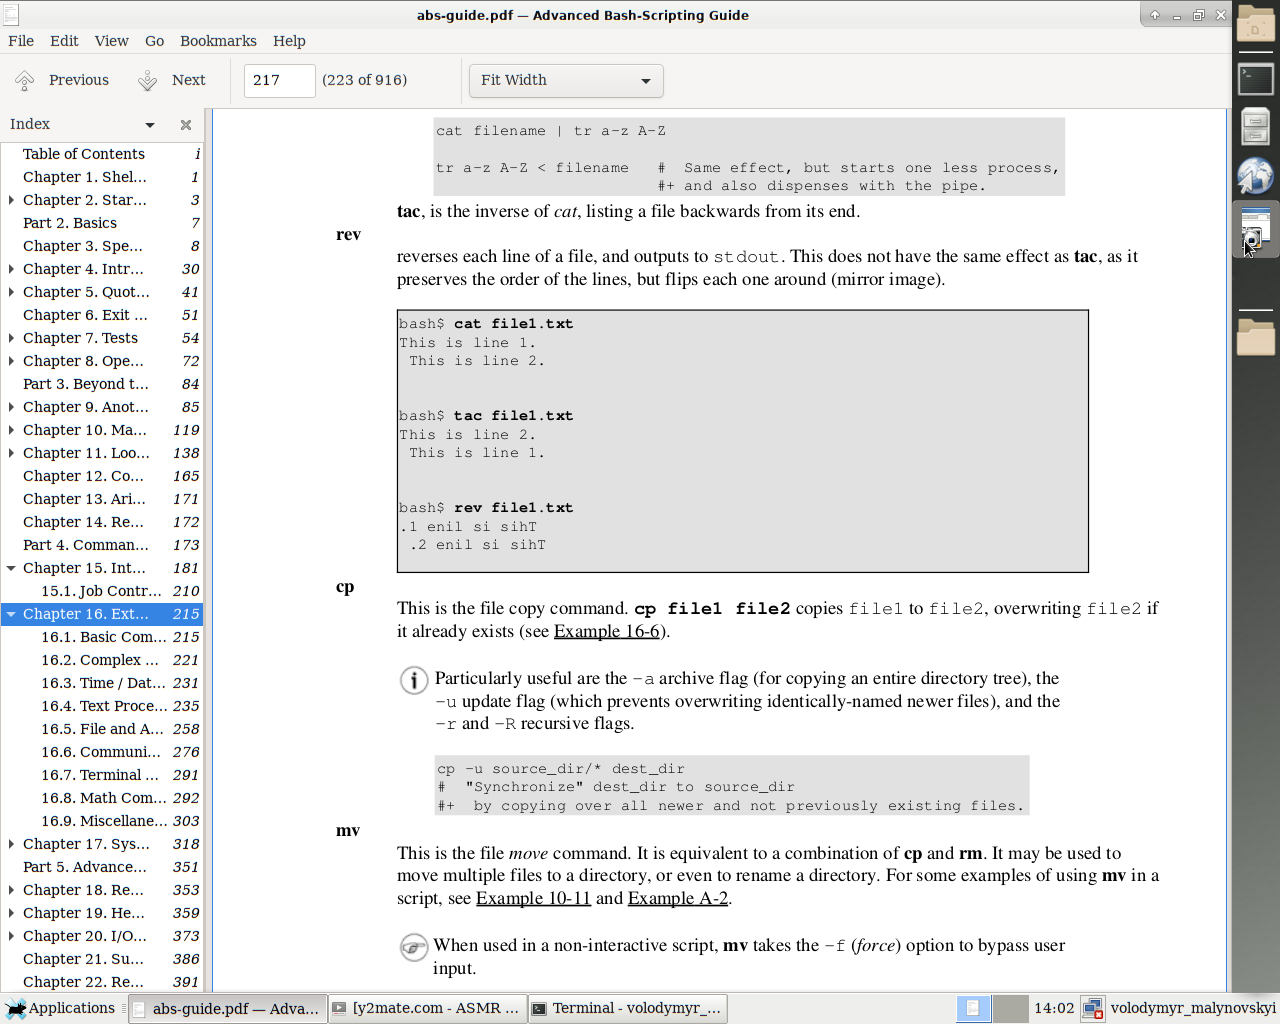 abs-guide.pdf — Advanced Bash-Scripting Guide
File Edit View Go Bookmarks Help
Previous Next 217 (223 of 916) Fit Width
Index
Table of Contents i
Chapter 1. Shel... 1
Chapter 2. Star... 3
Part 2. Basics 7
Chapter 3. Spe... 8
Chapter 4. Intr... 30
Chapter 5. Quot... 41
Chapter 6. Exit ... 51
Chapter 7. Tests 54
Chapter 8. Ope... 72
Part 3. Beyond t... 84
Chapter 9. Anot... 85
Chapter 10. Ma... 119
Chapter 11. Loo... 138
Chapter 12. Co... 165
Chapter 13. Ari... 171
Chapter 14. Re... 172
Part 4. Comman... 173
Chapter 15. Int... 181
15.1. Job Contr... 210
Chapter 16. Ext... 215
16.1. Basic Com... 215
16.2. Complex ... 221
16.3. Time / Dat... 231
16.4. Text Proce... 235
16.5. File and A... 258
16.6. Communi... 276
16.7. Terminal ... 291
16.8. Math Com... 292
16.9. Miscellane... 303
Chapter 17. Sys... 318
Part 5. Advance... 351
Chapter 18. Re... 353
Chapter 19. He... 359
Chapter 20. I/O... 373
Chapter 21. Su... 386
Chapter 22. Re... 391
cat filename | tr a-z A-Z
tr a-z A-Z < filename # Same effect, but starts one less process,
#+ and also dispenses with the pipe.
tac, is the inverse of cat, listing a file backwards from its end.
rev
reverses each line of a file, and outputs to stdout. This does not have the same effect as tac, as it
preserves the order of the lines, but flips each one around (mirror image).
bash$ cat file1.txt
This is line 1.
This is line 2.
bash$ tac file1.txt
This is line 2.
This is line 1.
bash$ rev file1.txt
.1 enil si sihT
.2 enil si sihT
cp
This is the file copy command. cp file1 file2 copies file1 to file2, overwriting file2 if
it already exists (see Example 16-6).
Particularly useful are the -a archive flag (for copying an entire directory tree), the
-u update flag (which prevents overwriting identically-named newer files), and the
-r and -R recursive flags.
cp -u source_dir/* dest_dir
# "Synchronize" dest_dir to source_dir
#+ by copying over all newer and not previously existing files.
mv
This is the file move command. It is equivalent to a combination of cp and rm. It may be used to
move multiple files to a directory, or even to rename a directory. For some examples of using mv in a
script, see Example 10-11 and Example A-2.
When used in a non-interactive script, mv takes the -f (force) option to bypass user
input.
Applications abs-guide.pdf — Adva... [y2mate.com - ASMR ... Terminal - volodymyr_... 14:02 volodymyr_malynovskyi